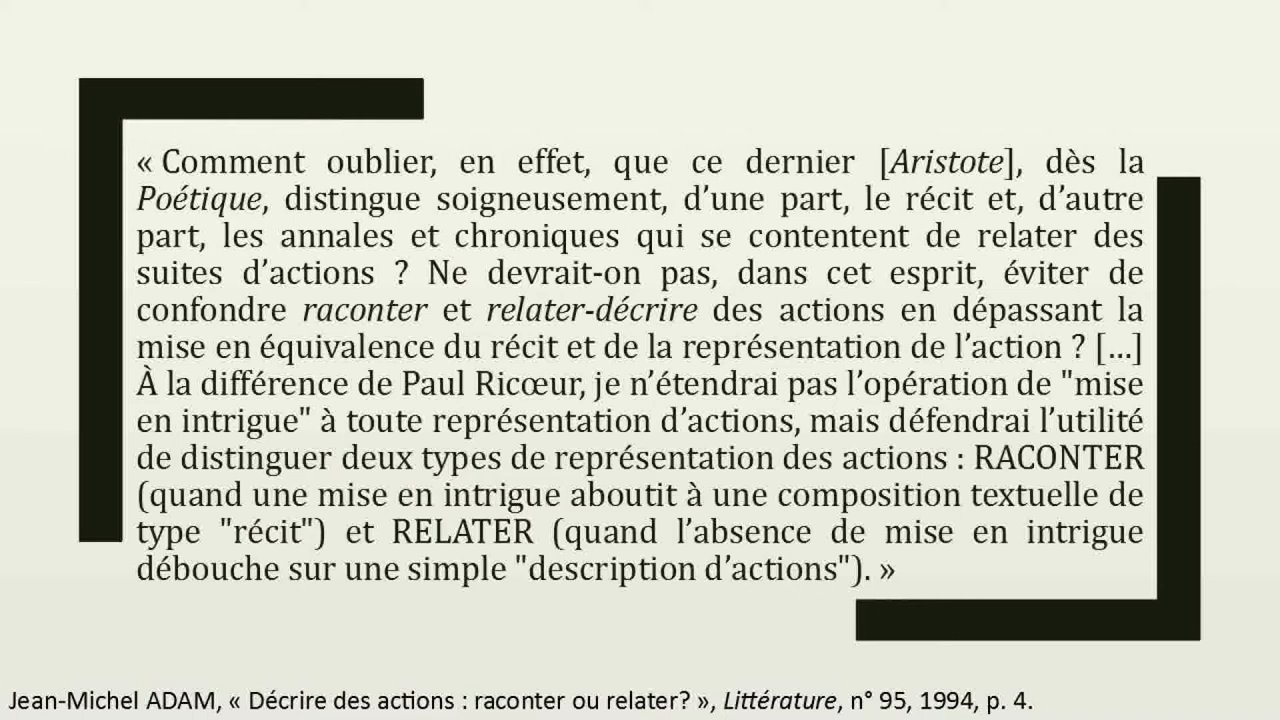 « Comment oublier, en effet, que ce dernier [Aristote], dès la
Poétique, distingue soigneusement, d’une part, le récit et, d’autre
part, les annales et chroniques qui se contentent de relater des
suites d’actions ? Ne devrait-on pas, dans cet esprit, éviter de
confondre raconter et relater-décrire des actions en dépassant la
mise en équivalence du récit et de la représentation de l’action ? [...]
À la différence de Paul Ricœur, je n’étendrai pas l’opération de "mise
en intrigue" à toute représentation d’actions, mais défendrai l’utilité
de distinguer deux types de représentation des actions : RACONTER
(quand une mise en intrigue aboutit à une composition textuelle de
type "récit") et RELATER (quand l’absence de mise en intrigue
débouche sur une simple "description d’actions"). »
Jean-Michel ADAM, « Décrire des actions : raconter ou relater? », Littérature, n° 95, 1994, p. 4.